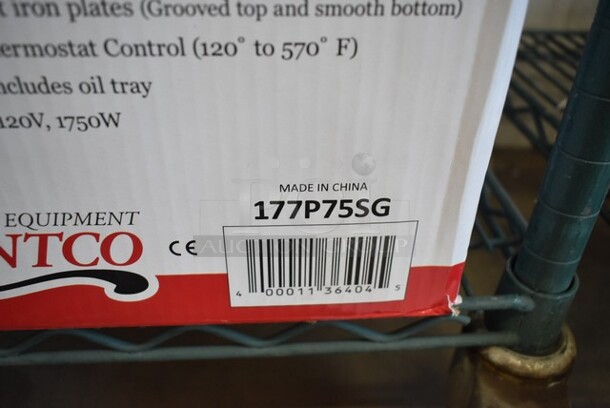 iron plates (Grooved top and smooth bottom)
ermostat Control (120° to 570° F)
ncludes oil tray
120V, 1750W
MADE IN CHINA
177P75SG
EQUIPMENT
NTCO
CE
4 00011 36404 5